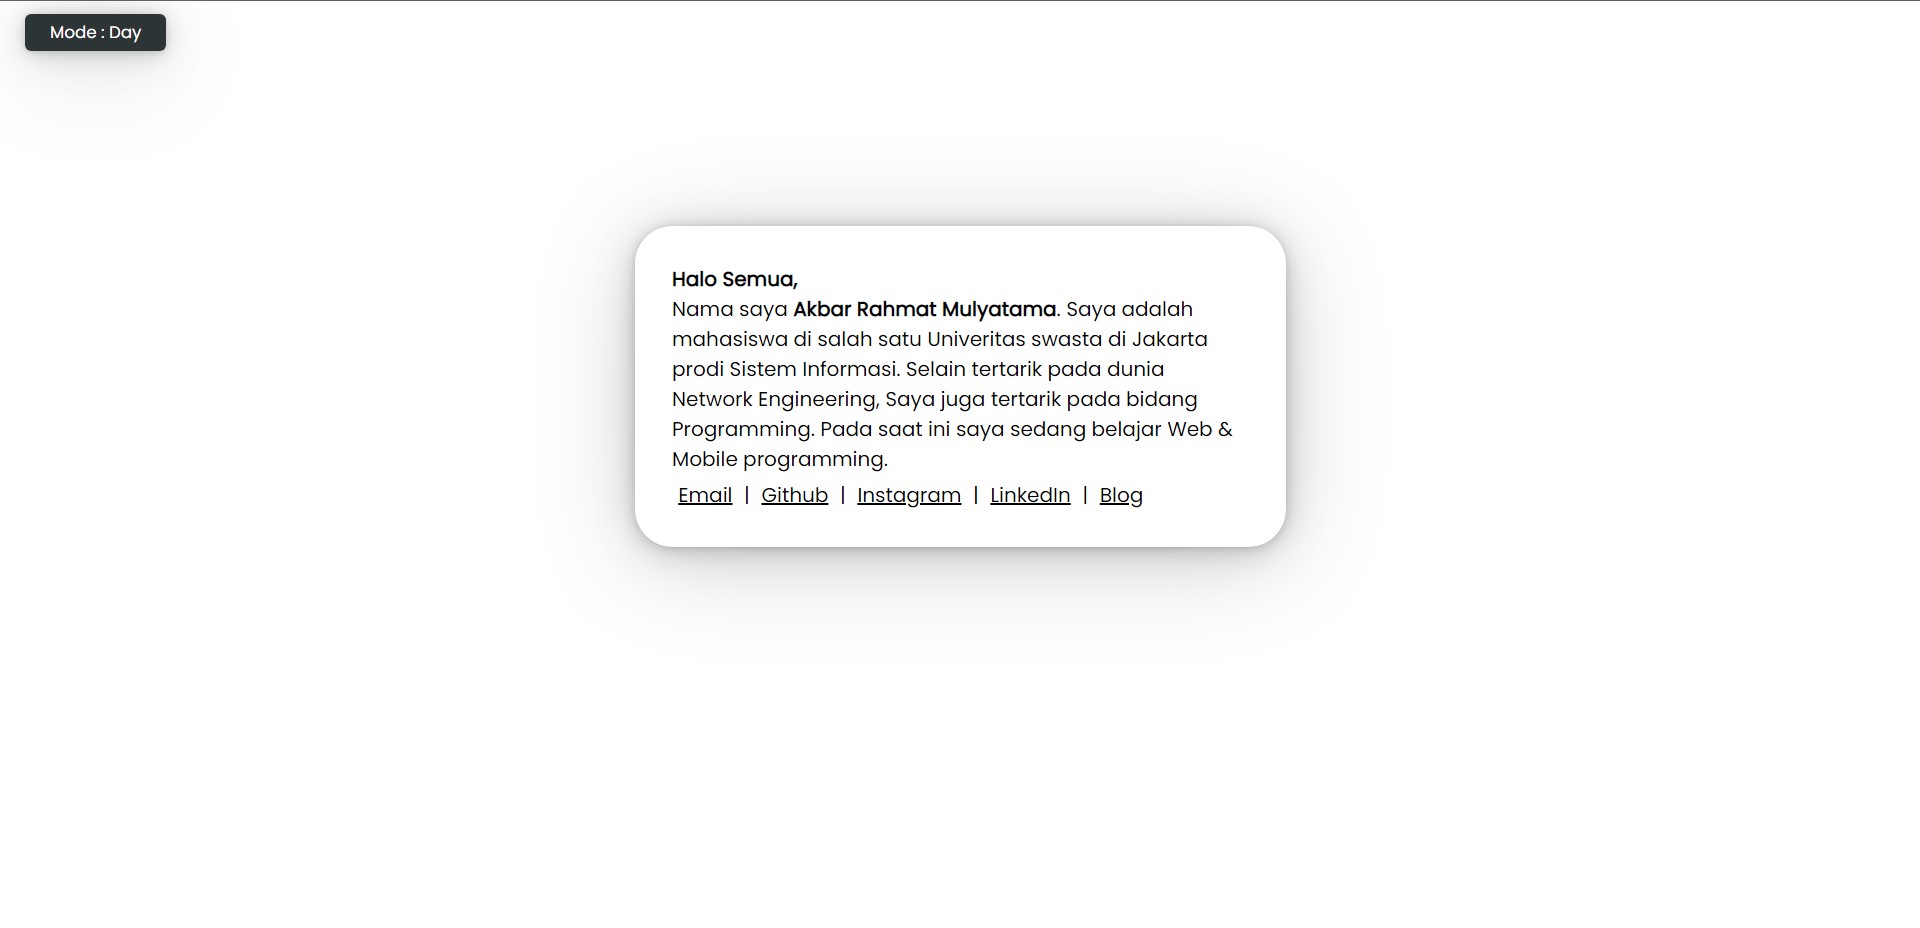 Mode : Day
Halo Semua,
Nama saya Akbar Rahmat Mulyatama. Saya adalah
mahasiswa di salah satu Univeritas swasta di Jakarta
prodi Sistem Informasi. Selain tertarik pada dunia
Network Engineering, Saya juga tertarik pada bidang
Programming. Pada saat ini saya sedang belajar Web &
Mobile programming.
Email | Github | Instagram | LinkedIn | Blog